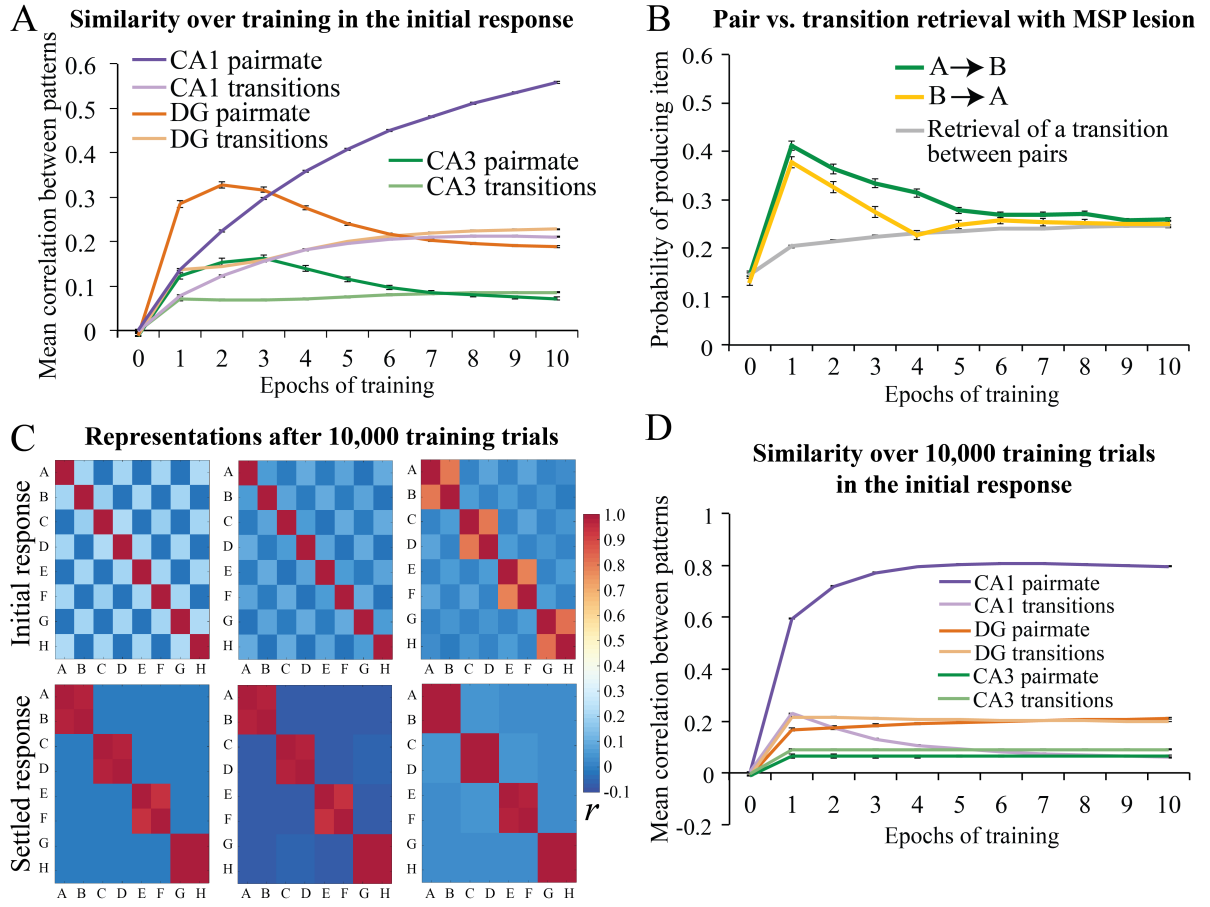 A
Similarity over training in the initial response
Mean correlation between patterns
0.6
0.5
0.4
0.3
0.2
0.1
0
CA1 pairmate
CA1 transitions
DG pairmate
DG transitions
CA3 pairmate
CA3 transitions
0 1 2 3 4 5 6 7 8 9 10
Epochs of training
B
Pair vs. transition retrieval with MSP lesion
Probability of producing item
0.6
0.5
0.4
0.3
0.2
0.1
0
A→B
B→A
Retrieval of a transition
between pairs
0 1 2 3 4 5 6 7 8 9 10
Epochs of training
C
Representations after 10,000 training trials
Initial response
A
B
C
D
E
F
G
H
A B C D E F G H
A
B
C
D
E
F
G
H
A B C D E F G H
A
B
C
D
E
F
G
H
A B C D E F G H
Settled response
A
B
C
D
E
F
G
H
A B C D E F G H
A
B
C
D
E
F
G
H
A B C D E F G H
A
B
C
D
E
F
G
H
A B C D E F G H
1.0
0.9
0.8
0.7
0.6
0.5
0.4
0.3
0.2
0.1
0
-0.1
r
D
Similarity over 10,000 training trials
in the initial response
Mean correlation between patterns
1
0.8
0.6
0.4
0.2
0
-0.2
CA1 pairmate
CA1 transitions
DG pairmate
DG transitions
CA3 pairmate
CA3 transitions
0 1 2 3 4 5 6 7 8 9 10
Epochs of training